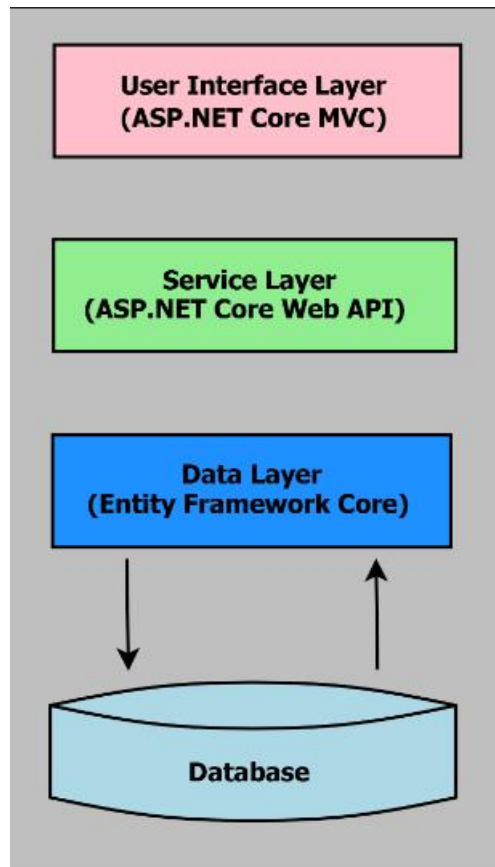 User Interface Layer
(ASP.NET Core MVC)
Service Layer
(ASP.NET Core Web API)
Data Layer
(Entity Framework Core)
Database